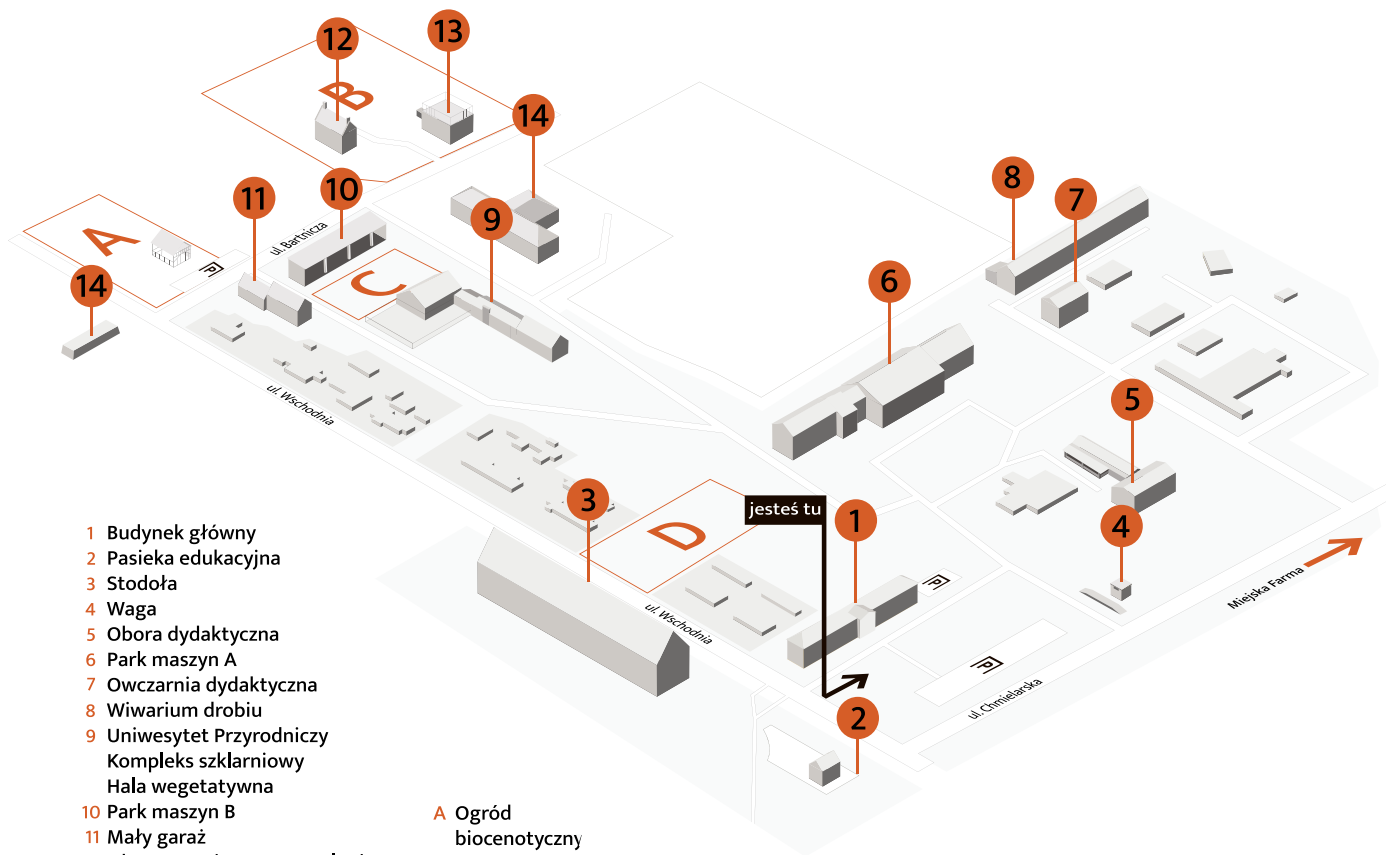 12
13
B
14
11
10
9
8
7
A
ul. Bartnicza
P
C
14
6
ul. Wschodnia
5
3
D
jesteś tu
1
4
P
Miejska Farma
ul. Wschodnia
P
ul. Chmielarska
2
1 Budynek główny
2 Pasieka edukacyjna
3 Stodoła
4 Waga
5 Obora dydaktyczna
6 Park maszyn A
7 Owczarnia dydaktyczna
8 Wiwarium drobiu
9 Uniwesytet Przyrodniczy
Kompleks szklarniowy
Hala wegetatywna
10 Park maszyn B
11 Mały garaż
A Ogród
biocenotyczny